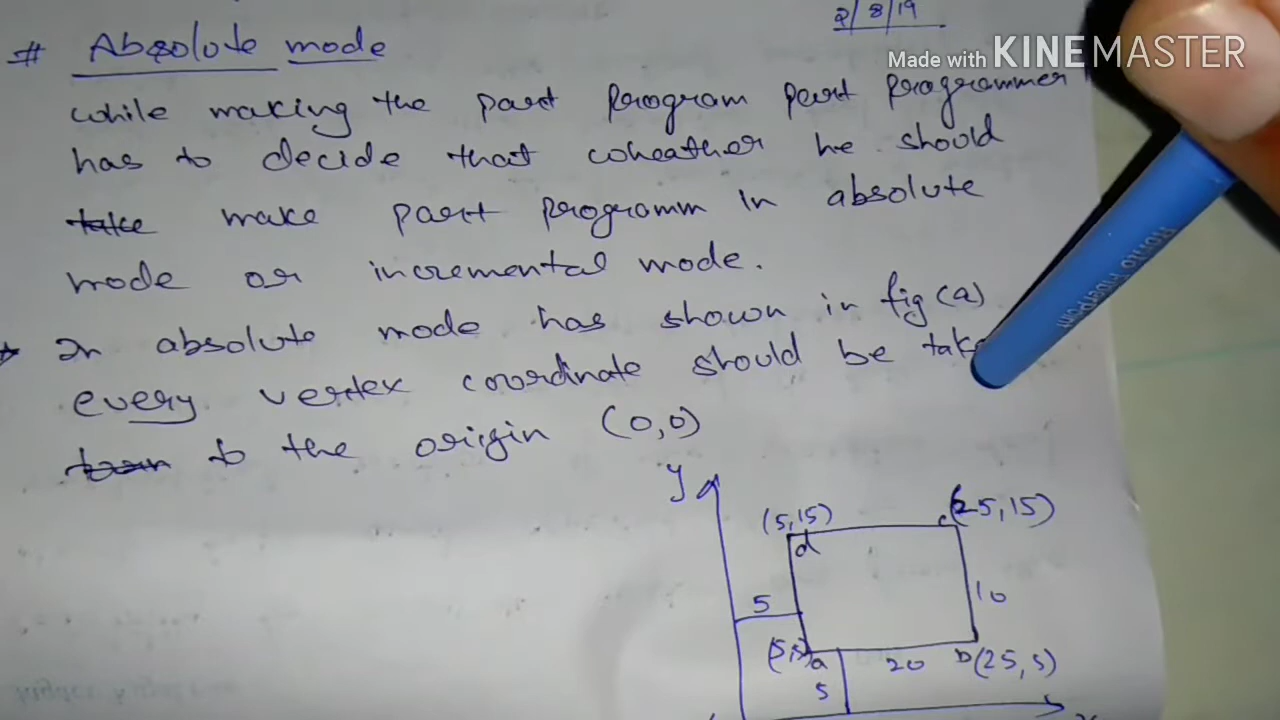 2/8/19
Made with KINEMASTER
# Absolute mode
while making the part program part programmer
has to decide that wheather he should
take make part programm in absolute
mode or incremental mode.
In absolute mode has shown in fig (a)
every vertex coordinate should be take
to the origin (0,0)
y
(5,15) c(25,15)
d
5 10
(5,5) a 20 b(25,5)
5
x